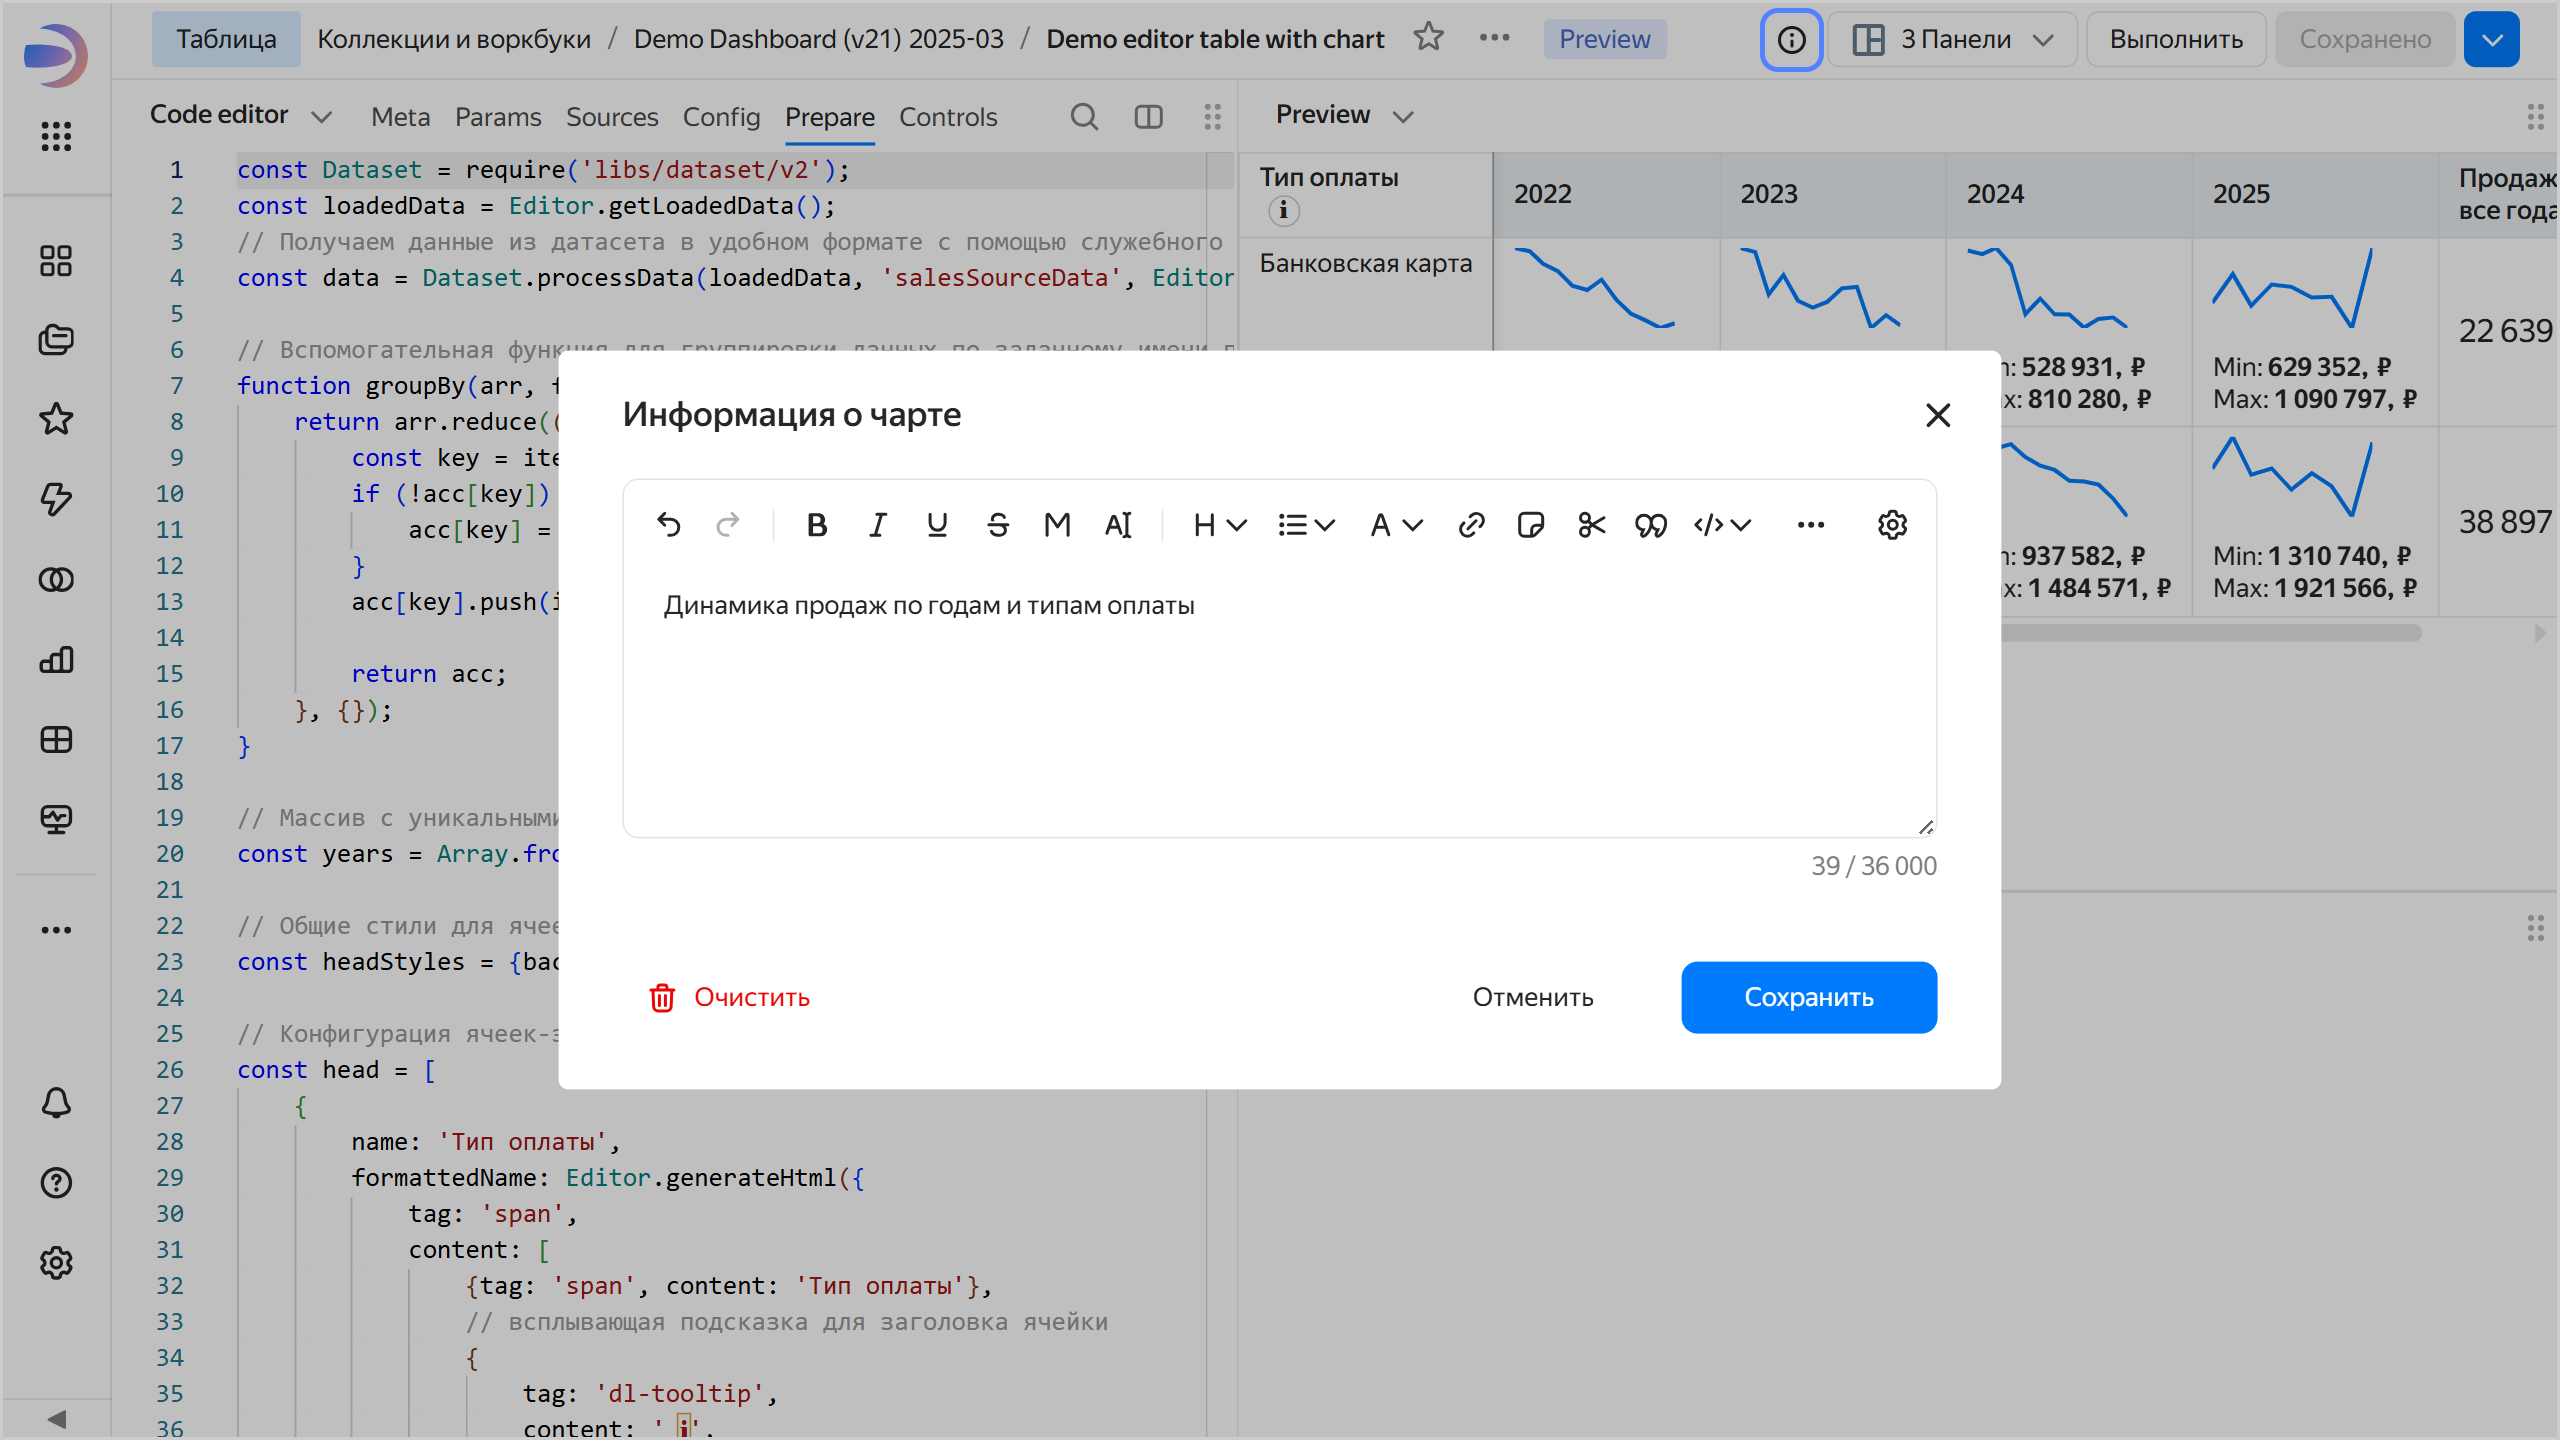 Таблица
Коллекции и воркбуки / Demo Dashboard (v21) 2025-03 / Demo editor table with chart
Preview
3 Панели
Выполнить
Сохранено
Code editor
Meta Params Sources Config Prepare Controls
1 const Dataset = require('libs/dataset/v2');
2 const loadedData = Editor.getLoadedData();
3 // Получаем данные из датасета в удобном формате с помощью служебного
4 const data = Dataset.processData(loadedData, 'salesSourceData', Editor
5
6 // Вспомогательная функция для группировки данных по заданному имени
7 function groupBy(arr,
8 return arr.reduce((
9 const key = ite
10 if (!acc[key])
11 acc[key] =
12 }
13 acc[key].push(i
14
15 return acc;
16 }, {});
17 }
18
19 // Массив с уникальными
20 const years = Array.fro
21
22 // Общие стили для ячее
23 const headStyles = {bac
24
25 // Конфигурация ячеек-з
26 const head = [
27 {
28 name: 'Тип оплаты',
29 formattedName: Editor.generateHtml({
30 tag: 'span',
31 content: [
32 {tag: 'span', content: 'Тип оплаты'},
33 // всплывающая подсказка для заголовка ячейки
34 {
35 tag: 'dl-tooltip',
36 content: ' i',
Preview
Тип оплаты
i
2022
2023
2024
2025
Продаж
все года
Банковская карта
n: 528 931, ₽
x: 810 280, ₽
Min: 629 352, ₽
Max: 1 090 797, ₽
22 639
n: 937 582, ₽
x: 1 484 571, ₽
Min: 1 310 740, ₽
Max: 1 921 566, ₽
38 897
Информация о чарте
Динамика продаж по годам и типам оплаты
39 / 36 000
Очистить
Отменить
Сохранить